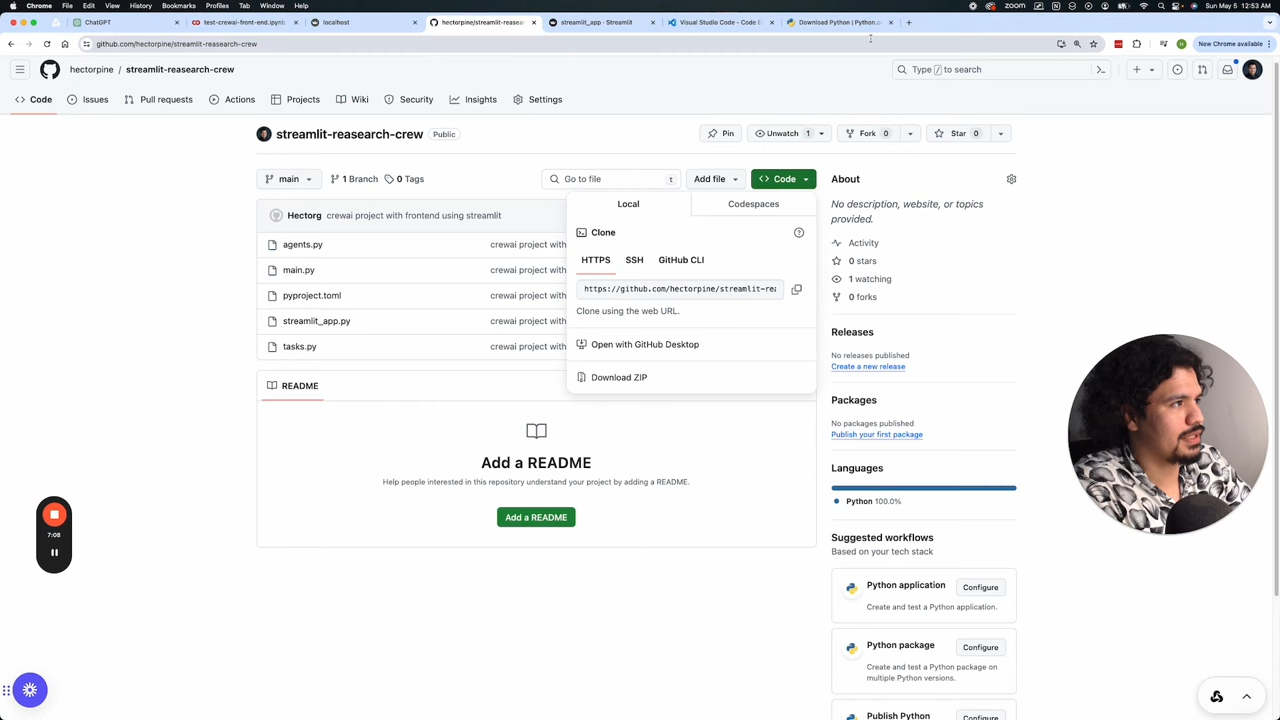 Chrome File Edit View History Bookmarks Profiles Tab Window Help
zoom Sun May 5 12:53 AM
ChatGPT
test-crewai-front-end.ipynb
localhost
hectorpine/streamlit-reasear
streamlit_app · Streamlit
Visual Studio Code - Code E
Download Python | Python.o
github.com/hectorpine/streamlit-reasearch-crew
New Chrome available
hectorpine / streamlit-reasearch-crew
Type / to search
Code Issues Pull requests Actions Projects Wiki Security Insights Settings
streamlit-reasearch-crew Public
Pin Unwatch 1 Fork 0 Star 0
main 1 Branch 0 Tags
Go to file t Add file Code
Hectorg crewai project with frontend using streamlit
agents.py crewai project with
main.py crewai project with
pyproject.toml crewai project with
streamlit_app.py crewai project with
tasks.py crewai project with
README
Add a README
Help people interested in this repository understand your project by adding a README.
Add a README
Local Codespaces
Clone
HTTPS SSH GitHub CLI
https://github.com/hectorpine/streamlit-rea
Clone using the web URL.
Open with GitHub Desktop
Download ZIP
About
No description, website, or topics
provided.
Activity
0 stars
1 watching
0 forks
Releases
No releases published
Create a new release
Packages
No packages published
Publish your first package
Languages
Python 100.0%
Suggested workflows
Based on your tech stack
Python application Configure
Create and test a Python application.
Python package Configure
Create and test a Python package on
multiple Python versions.
Publish Python Configure
7:08